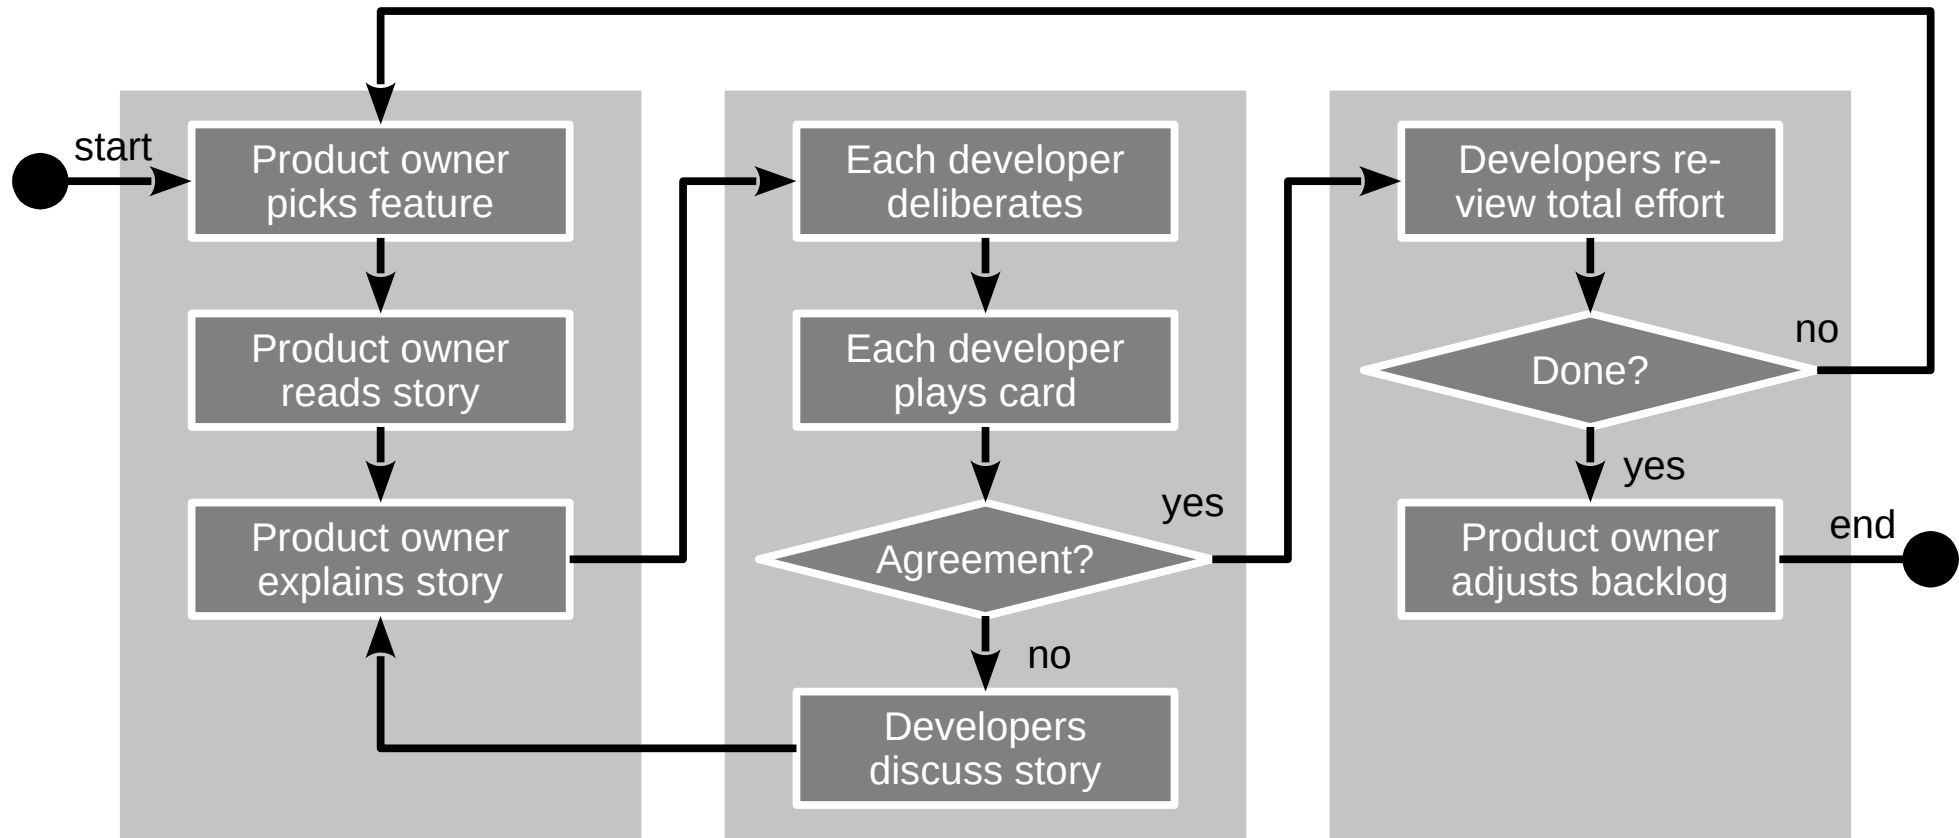 start
Product owner
picks feature
Product owner
reads story
Product owner
explains story
Each developer
deliberates
Each developer
plays card
Agreement?
yes
no
Developers
discuss story
Developers re-
view total effort
Done?
no
yes
Product owner
adjusts backlog
end